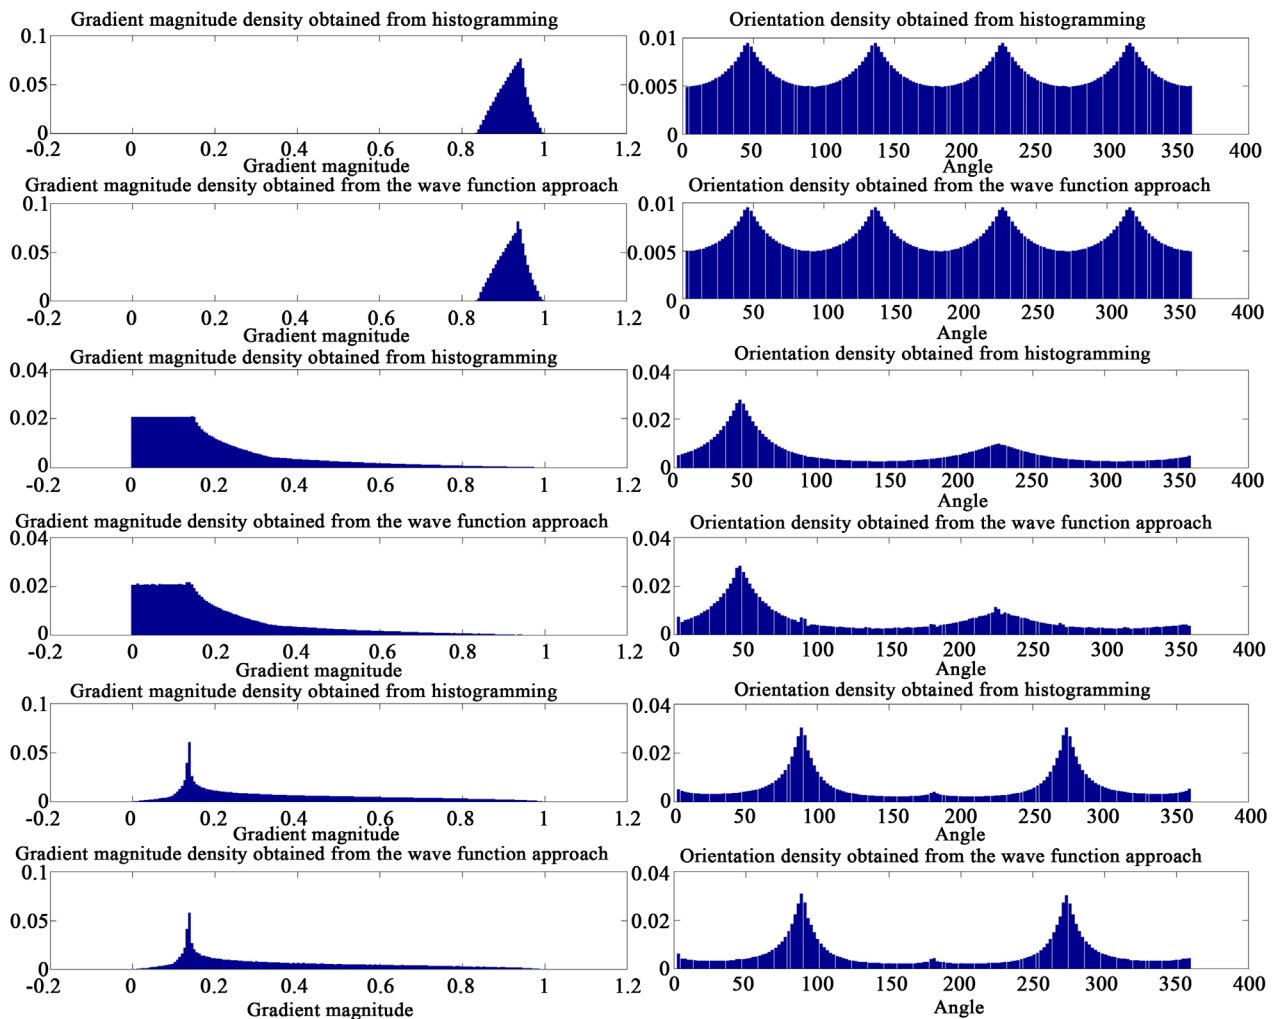 Gradient magnitude density obtained from histogramming
0.1
0.05
0
-0.2 0 0.2 0.4 0.6 0.8 1 1.2
Gradient magnitude
Orientation density obtained from histogramming
0.01
0.005
0
0 50 100 150 200 250 300 350 400
Angle
Gradient magnitude density obtained from the wave function approach
0.1
0.05
0
-0.2 0 0.2 0.4 0.6 0.8 1 1.2
Gradient magnitude
Orientation density obtained from the wave function approach
0.01
0.005
0
0 50 100 150 200 250 300 350 400
Angle
Gradient magnitude density obtained from histogramming
0.04
0.02
0
-0.2 0 0.2 0.4 0.6 0.8 1 1.2
Gradient magnitude
Orientation density obtained from histogramming
0.04
0.02
0
0 50 100 150 200 250 300 350 400
Angle
Gradient magnitude density obtained from the wave function approach
0.04
0.02
0
-0.2 0 0.2 0.4 0.6 0.8 1 1.2
Gradient magnitude
Orientation density obtained from the wave function approach
0.04
0.02
0
0 50 100 150 200 250 300 350 400
Angle
Gradient magnitude density obtained from histogramming
0.1
0.05
0
-0.2 0 0.2 0.4 0.6 0.8 1 1.2
Gradient magnitude
Orientation density obtained from histogramming
0.04
0.02
0
0 50 100 150 200 250 300 350 400
Angle
Gradient magnitude density obtained from the wave function approach
0.1
0.05
0
-0.2 0 0.2 0.4 0.6 0.8 1 1.2
Gradient magnitude
Orientation density obtained from the wave function approach
0.04
0.02
0
0 50 100 150 200 250 300 350 400
Angle